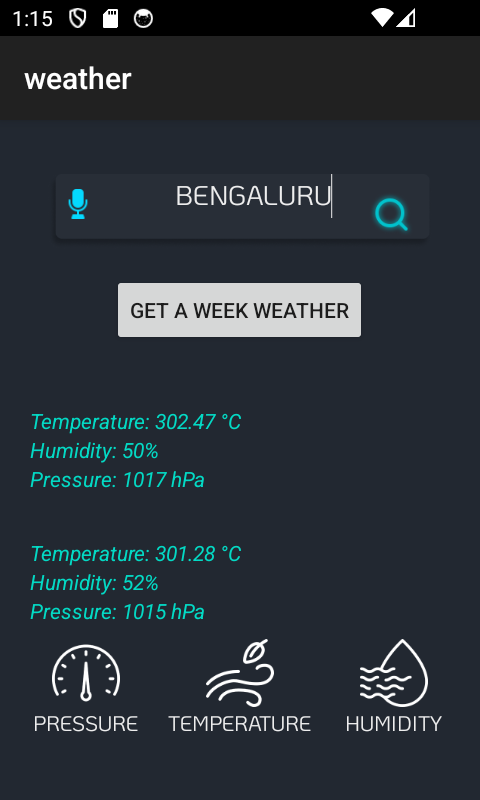 1:15
weather
BENGALURU
GET A WEEK WEATHER
Temperature: 302.47 °C
Humidity: 50%
Pressure: 1017 hPa
Temperature: 301.28 °C
Humidity: 52%
Pressure: 1015 hPa
PRESSURE TEMPERATURE HUMIDITY